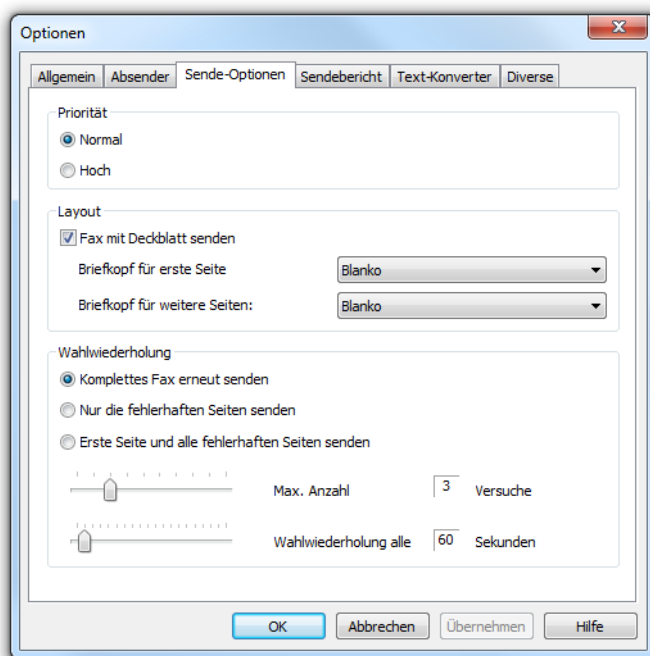 Optionen
Allgemein Absender Sende-Optionen Sendebericht Text-Konverter Diverse
Priorität
Normal
Hoch
Layout
Fax mit Deckblatt senden
Briefkopf für erste Seite Blanko
Briefkopf für weitere Seiten: Blanko
Wahlwiederholung
Komplettes Fax erneut senden
Nur die fehlerhaften Seiten senden
Erste Seite und alle fehlerhaften Seiten senden
Max. Anzahl 3 Versuche
Wahlwiederholung alle 60 Sekunden
OK Abbrechen Übernehmen Hilfe